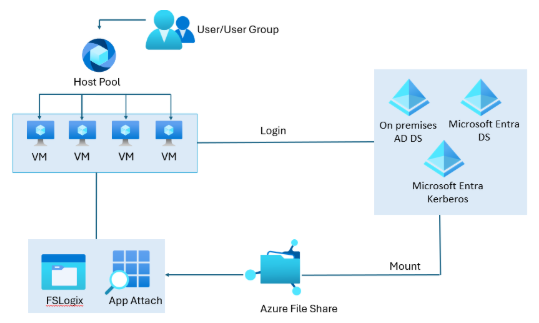 User/User Group
Host Pool
VM
VM
VM
VM
Login
On premises
AD DS
Microsoft Entra
DS
Microsoft Entra
Kerberos
FSLogix
App Attach
Azure File Share
Mount